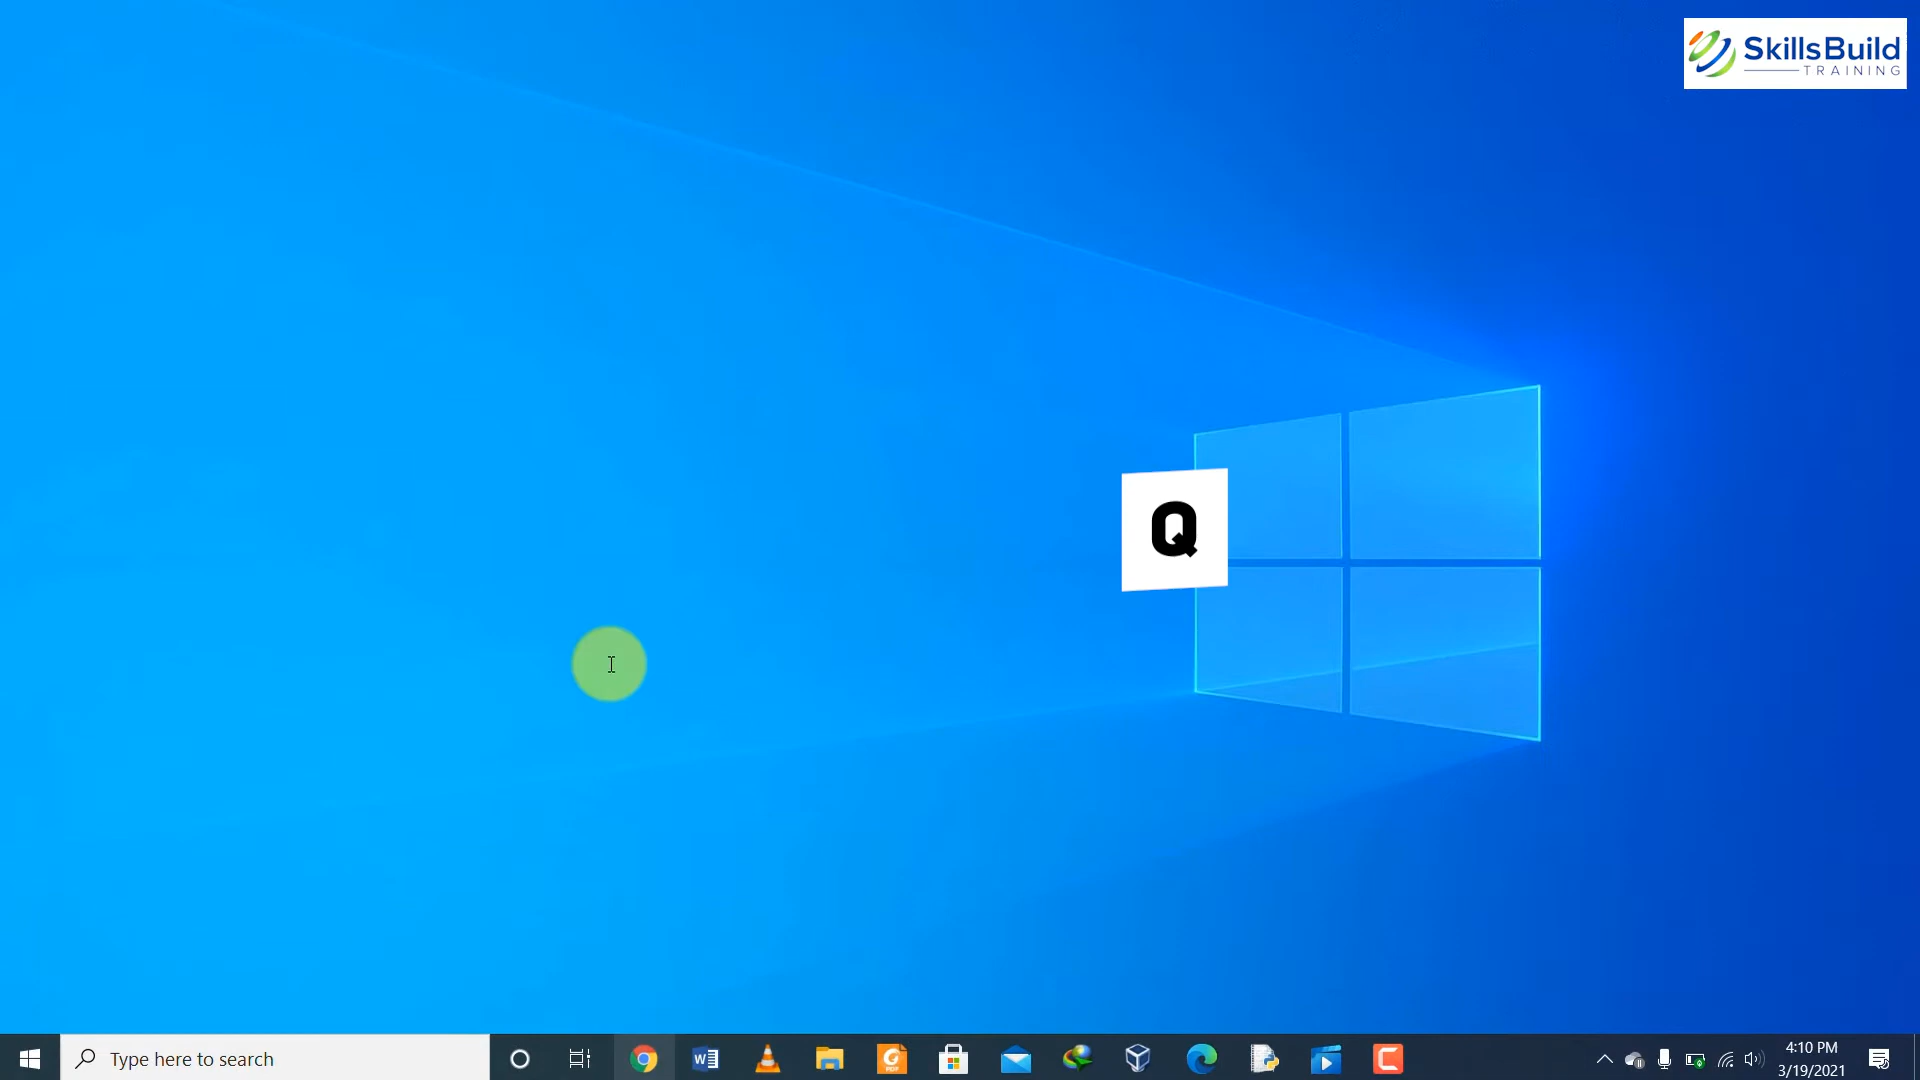 SkillsBuild
TRAINING
Q
Type here to search
4:10 PM
3/19/2021